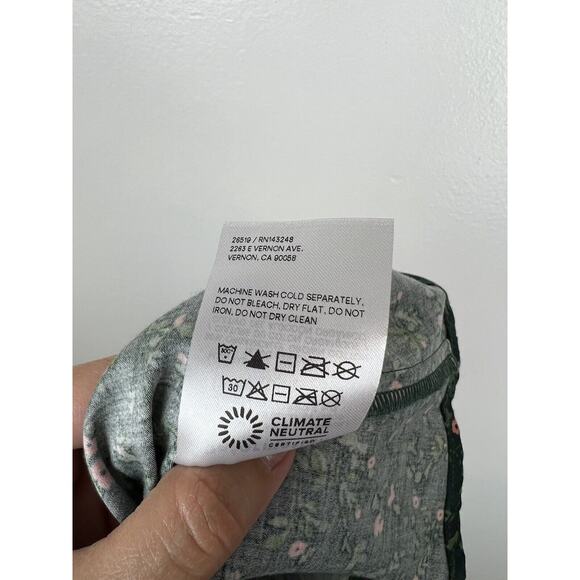 26519 / RN143248
2263 E VERNON AVE.
VERNON, CA 90058
MACHINE WASH COLD SEPARATELY,
DO NOT BLEACH, DRY FLAT, DO NOT
IRON, DO NOT DRY CLEAN
30
CLIMATE
NEUTRAL
CERTIFIED